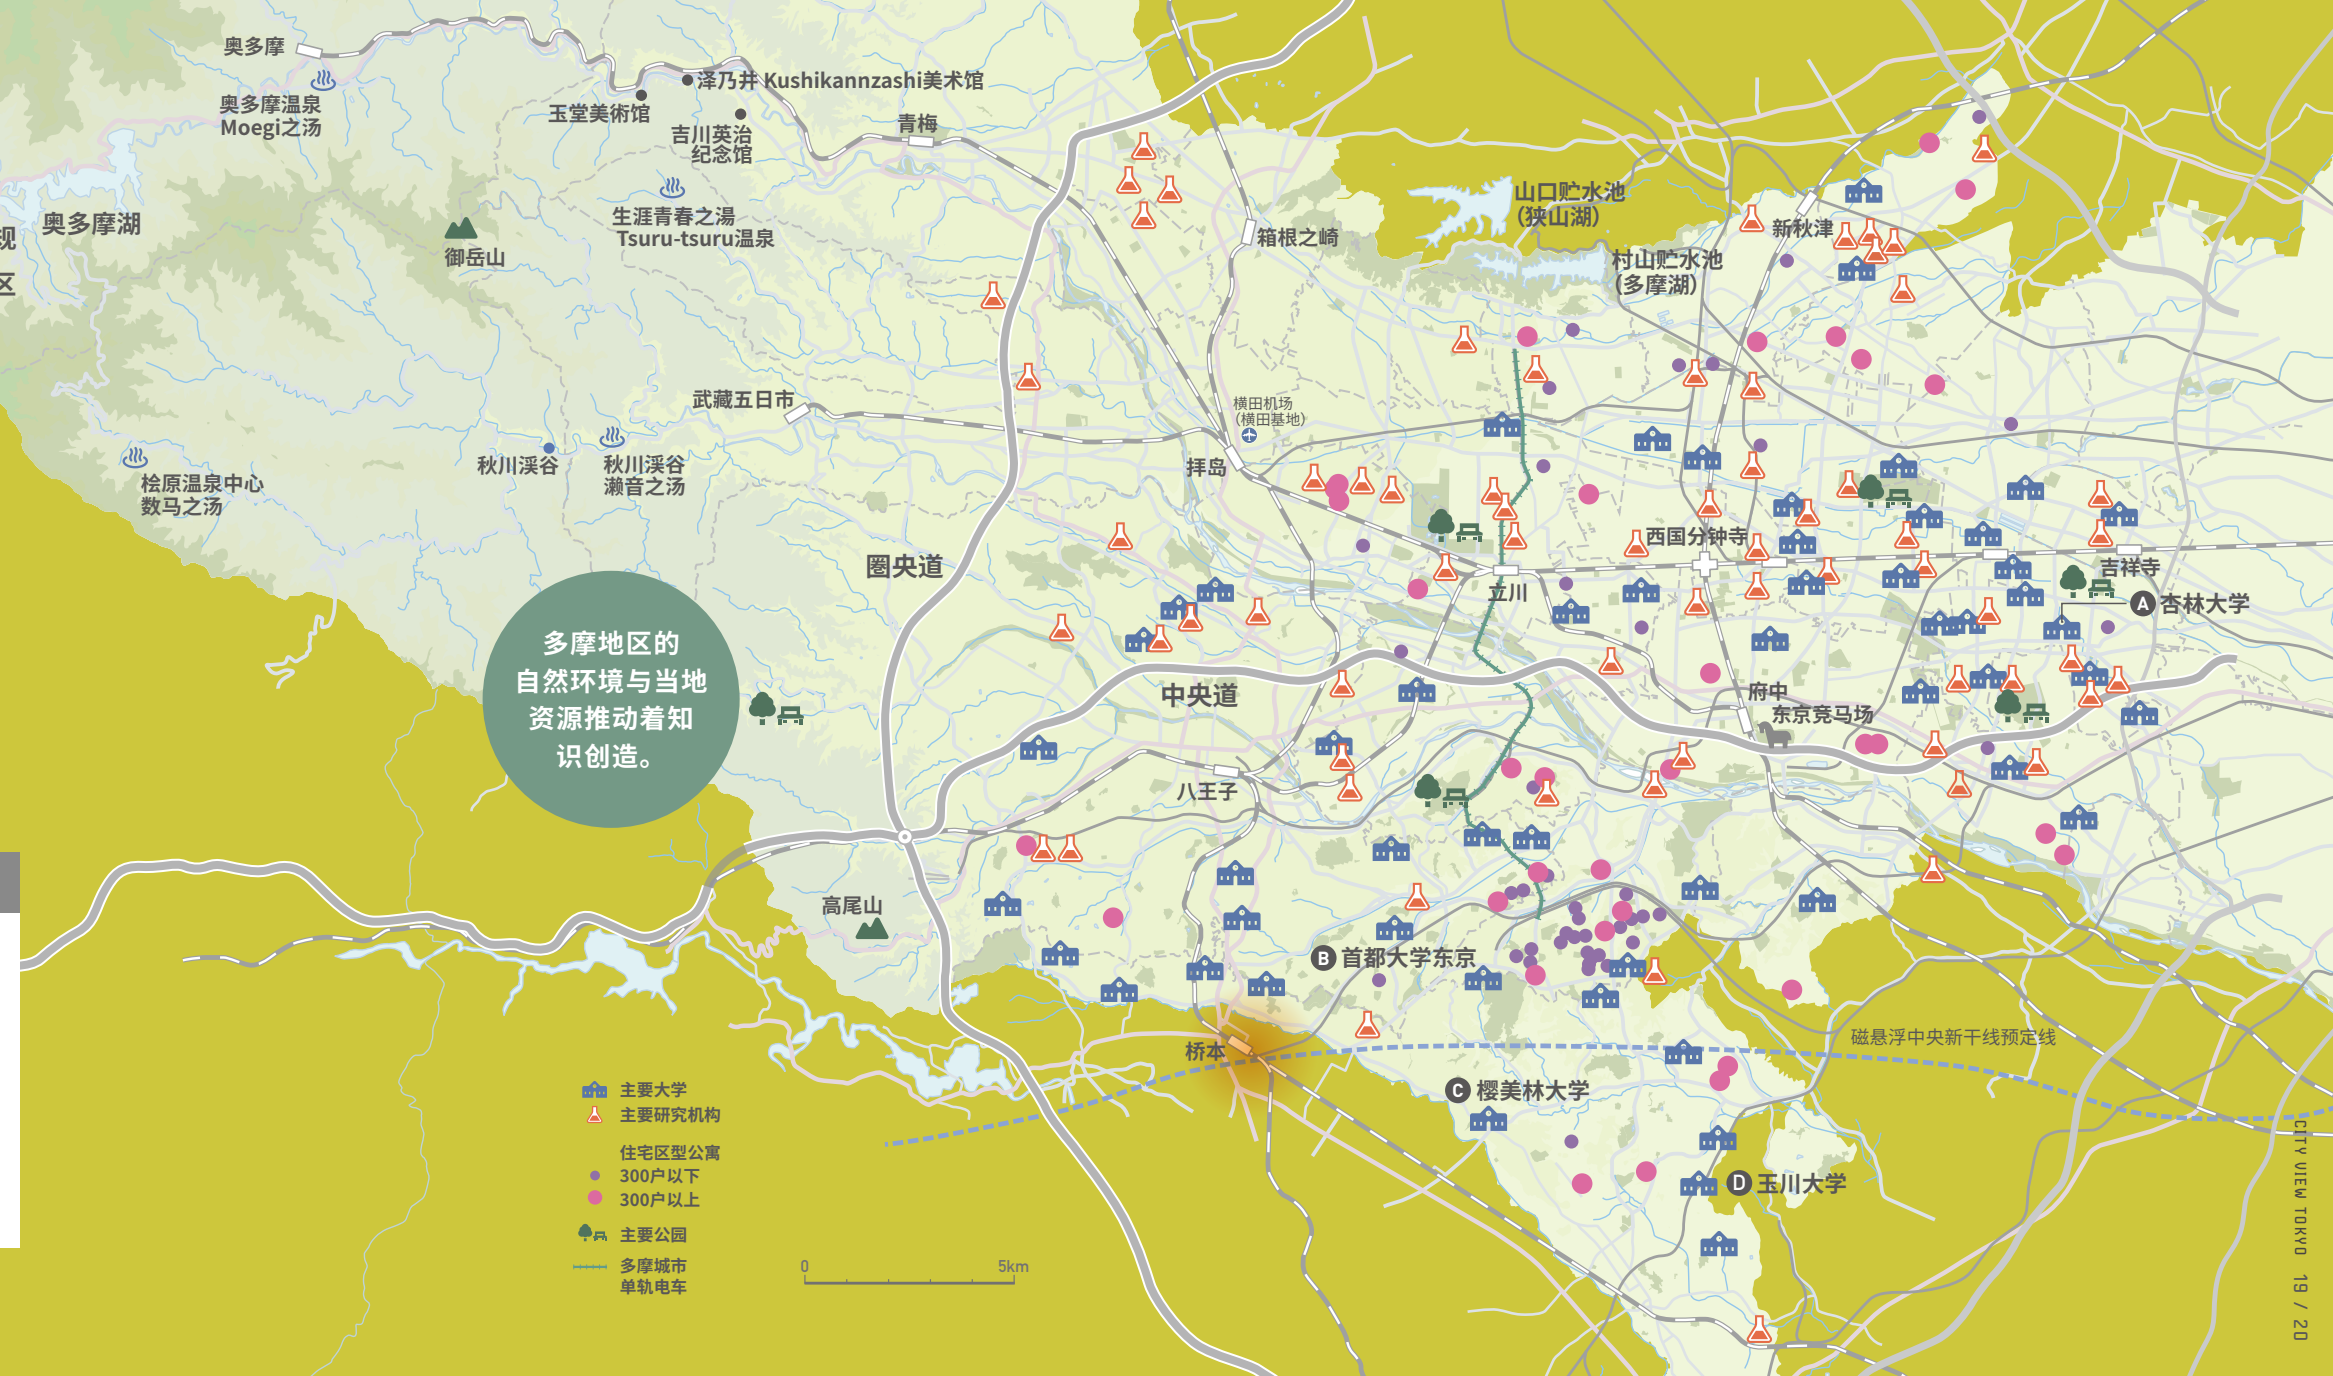 奥多摩
奥多摩温泉
Moegi之汤
泽乃井 Kushikannzashi美术馆
玉堂美術馆
吉川英治
纪念馆
青梅
生涯青春之湯
Tsuru-tsuru温泉
奥多摩湖
规
区
御岳山
山口贮水池
（狭山湖）
村山贮水池
（多摩湖）
新秋津
箱根之崎
武藏五日市
横田机场
（横田基地）
拝岛
秋川渓谷
秋川渓谷
濑音之汤
桧原温泉中心
数马之汤
圈央道
西国分钟寺
立川
吉祥寺
A 杏林大学
多摩地区的
自然环境与当地
资源推动着知
识创造。
中央道
府中
东京竞马场
八王子
高尾山
B 首都大学东京
桥本
磁悬浮中央新干线预定线
C 樱美林大学
D 玉川大学
主要大学
主要研究机构
住宅区型公寓
300户以下
300户以上
主要公园
多摩城市
单轨电车
0 5km
CITY VIEW TOKYO 19 / 20